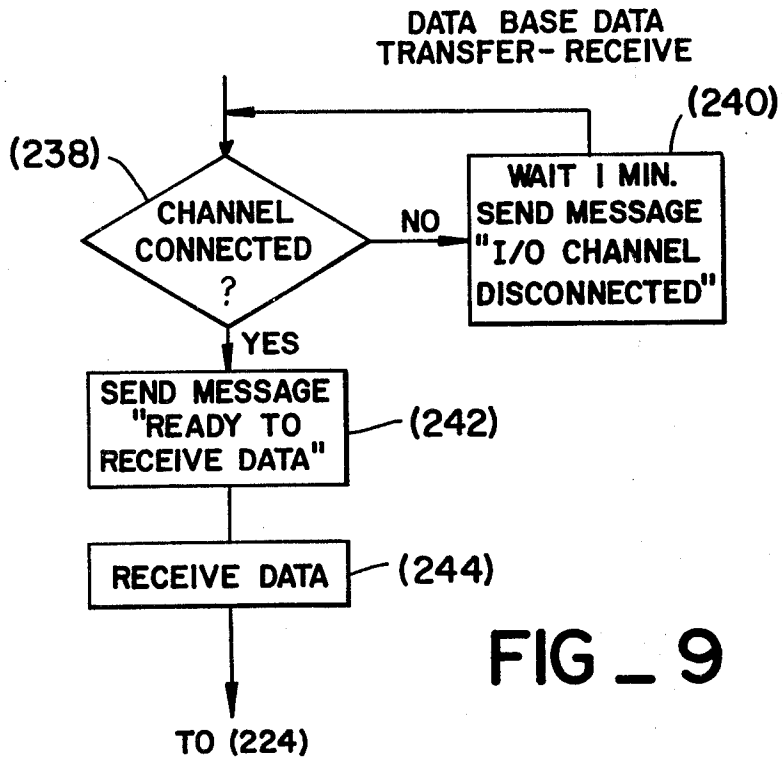 DATA BASE DATA
TRANSFER-RECEIVE
(240)
(238)
WAIT 1 MIN.
SEND MESSAGE
"I/O CHANNEL
DISCONNECTED"
CHANNEL
CONNECTED
?
NO
YES
SEND MESSAGE
"READY TO
RECEIVE DATA"
(242)
RECEIVE DATA
(244)
TO (224)
FIG_9